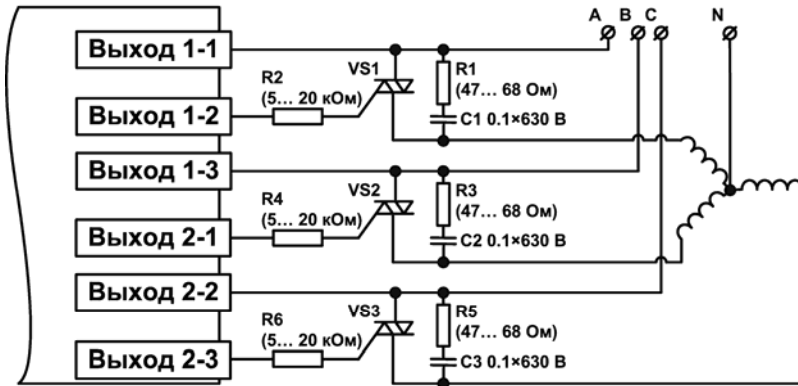 A B C N
Выход 1-1
VS1
R1
(47... 68 Ом)
R2
(5... 20 кОм)
Выход 1-2
C1 0.1×630 В
Выход 1-3
VS2
R3
(47... 68 Ом)
R4
(5... 20 кОм)
Выход 2-1
C2 0.1×630 В
Выход 2-2
VS3
R5
(47... 68 Ом)
R6
(5... 20 кОм)
Выход 2-3
C3 0.1×630 В